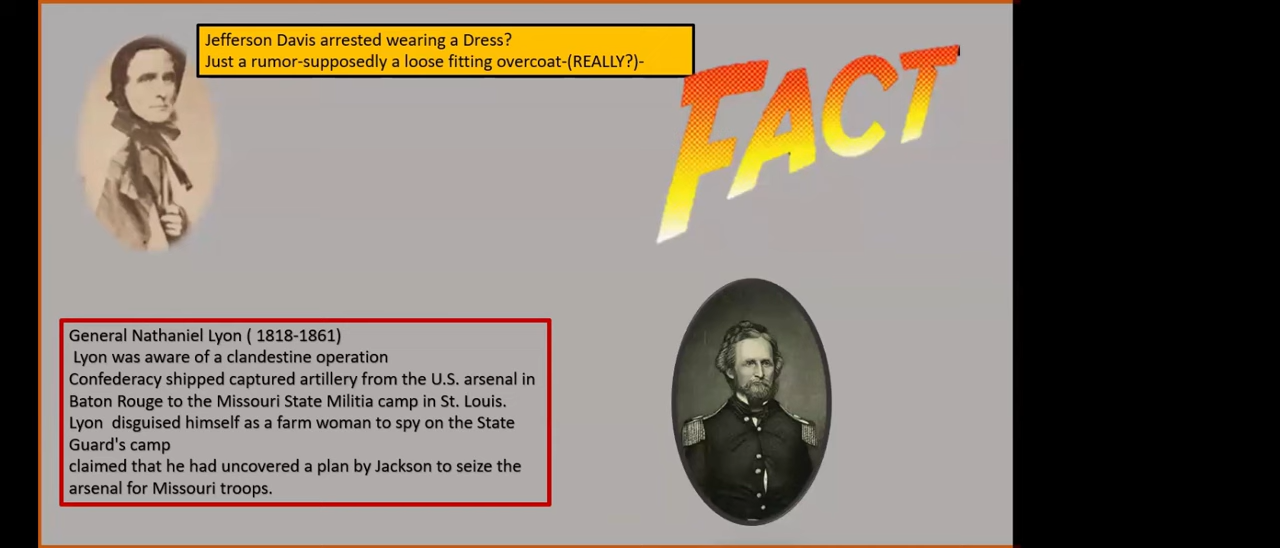 Jefferson Davis arrested wearing a Dress?
Just a rumor-supposedly a loose fitting overcoat-(REALLY?)-
FACT
General Nathaniel Lyon ( 1818-1861)
Lyon was aware of a clandestine operation
Confederacy shipped captured artillery from the U.S. arsenal in
Baton Rouge to the Missouri State Militia camp in St. Louis.
Lyon  disguised himself as a farm woman to spy on the State
Guard's camp
claimed that he had uncovered a plan by Jackson to seize the
arsenal for Missouri troops.